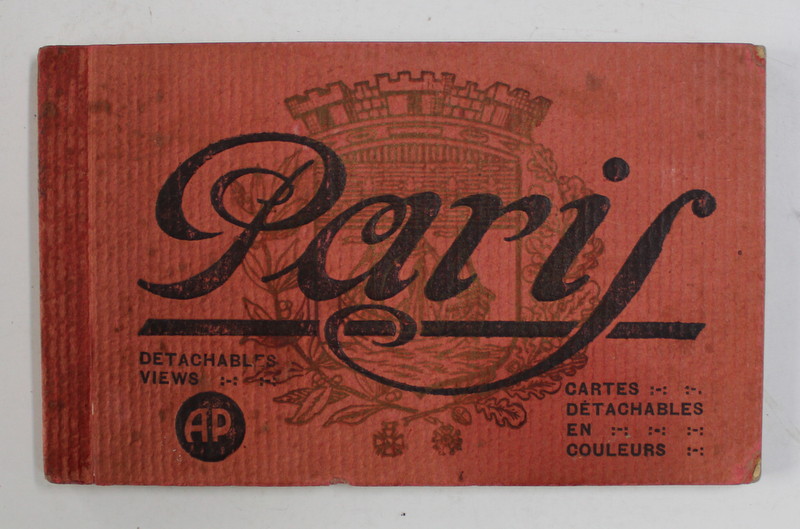 Paris
DETACHABLES
VIEWS :-: :-:
AP
CARTES :-: :-.
DÉTACHABLES
EN :-: :-: :-:
COULEURS :-: